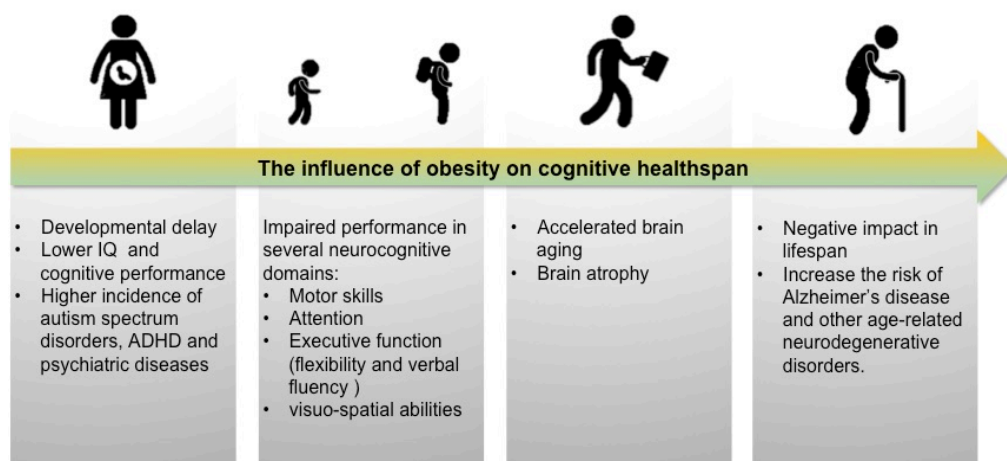 The influence of obesity on cognitive healthspan
• Developmental delay
• Lower IQ and
cognitive performance
• Higher incidence of
autism spectrum
disorders, ADHD and
psychiatric diseases
Impaired performance in
several neurocognitive
domains:
• Motor skills
• Attention
• Executive function
(flexibility and verbal
fluency )
• visuo-spatial abilities
• Accelerated brain
aging
• Brain atrophy
• Negative impact in
lifespan
• Increase the risk of
Alzheimer's disease
and other age-related
neurodegenerative
disorders.